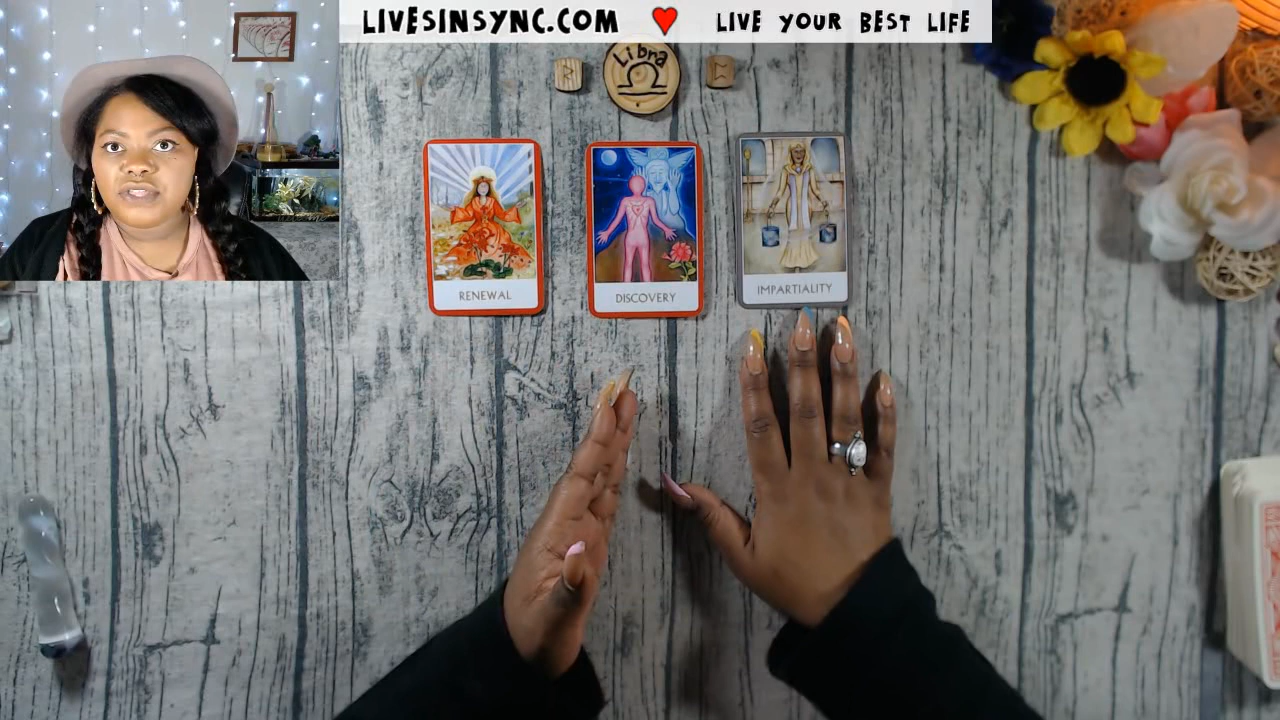 LIVESINSYNC.COM ♥ LIVE YOUR BEST LIFE
Libra
RENEWAL
DISCOVERY
IMPARTIALITY